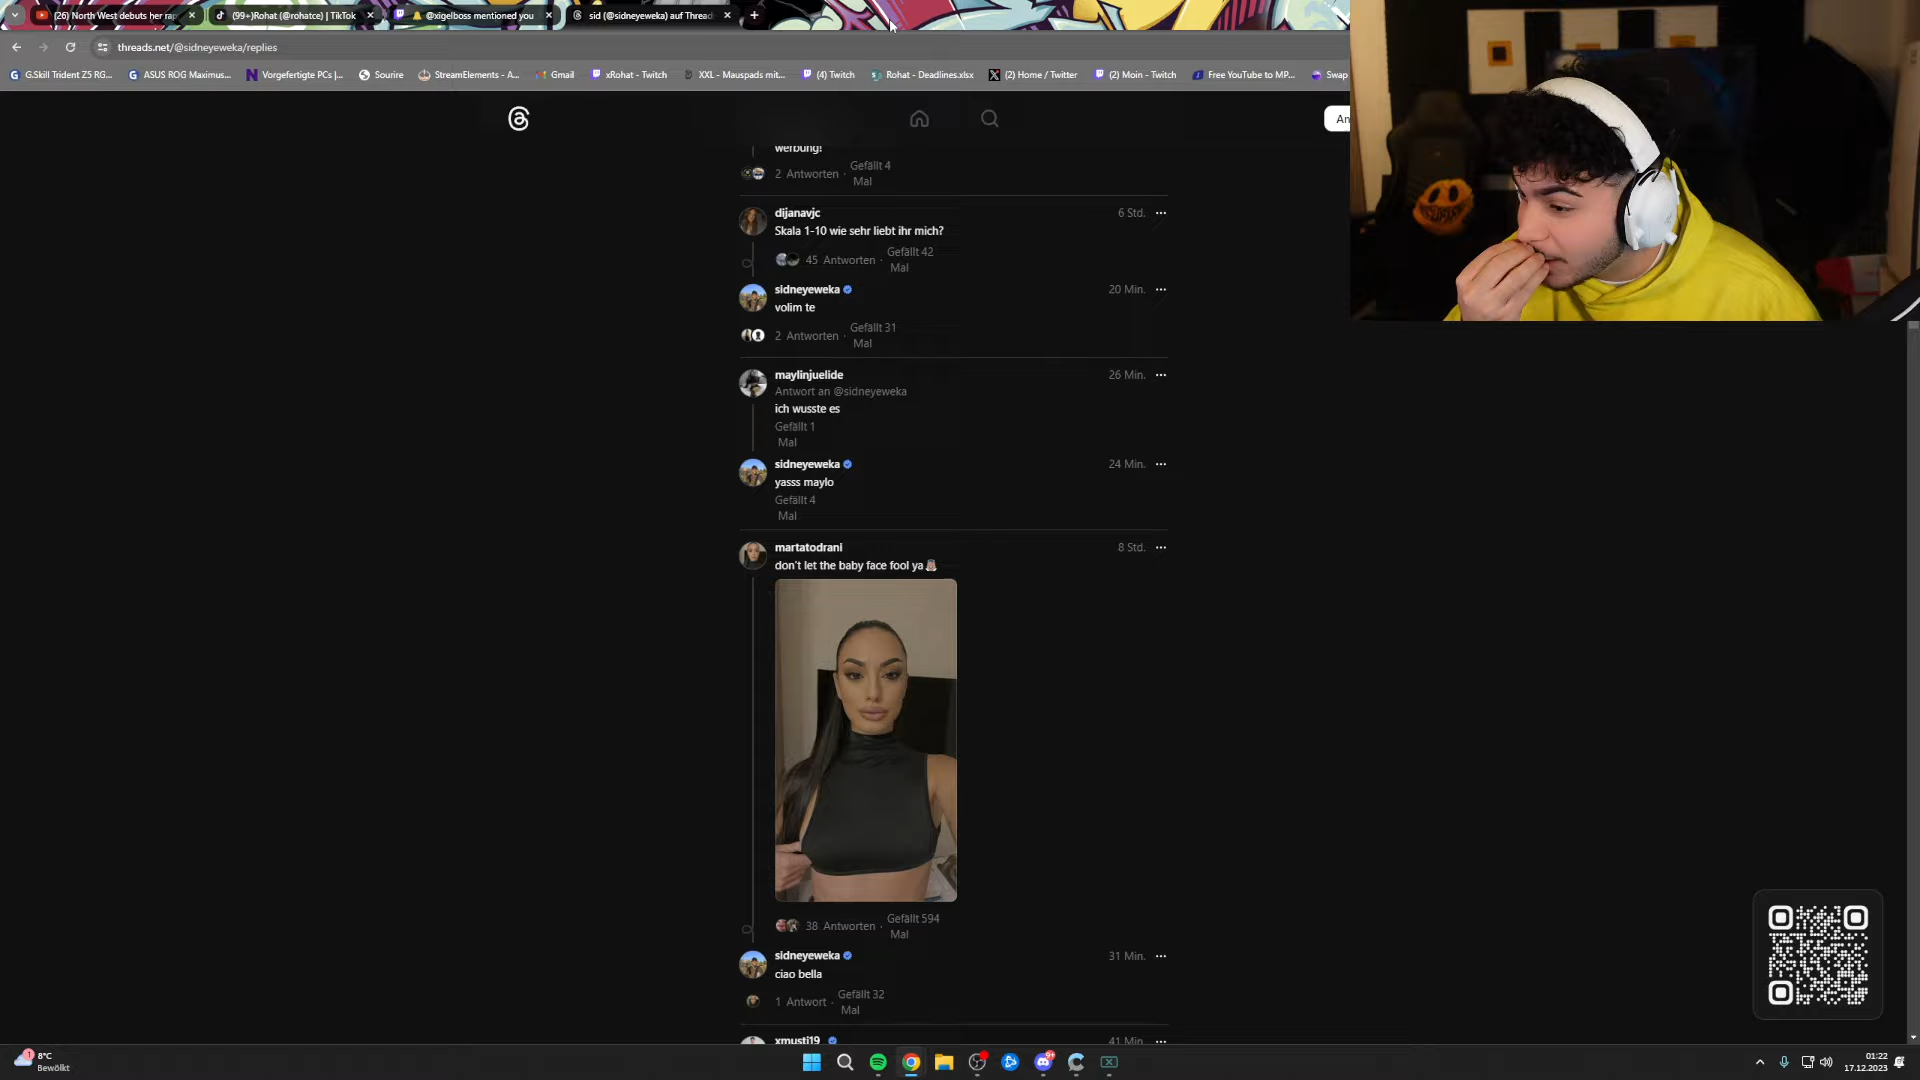 (26) North West debuts her rap
(99+)Rohat (@rohatce) | TikTok
@xigelboss mentioned you
sid (@sidneyeweka) auf Thread
threads.net/@sidneyeweka/replies
G.Skill Trident Z5 RG...
ASUS ROG Maximus...
Vorgefertigte PCs |...
Sourire
StreamElements - A...
Gmail
xRohat - Twitch
XXL - Mauspads mit...
(4) Twitch
Rohat - Deadlines.xlsx
(2) Home / Twitter
(2) Moin - Twitch
Free YouTube to MP...
Swap
An
werbung!
2 Antworten · Gefällt 4
Mal
dijanavjc 6 Std.
Skala 1-10 wie sehr liebt ihr mich?
45 Antworten · Gefällt 42
Mal
sidneyeweka 20 Min.
volim te
2 Antworten · Gefällt 31
Mal
maylinjuelide 26 Min.
Antwort an @sidneyeweka
ich wusste es
Gefällt 1
Mal
sidneyeweka 24 Min.
yasss maylo
Gefällt 4
Mal
martatodrani 8 Std.
don't let the baby face fool ya
38 Antworten · Gefällt 594
Mal
sidneyeweka 31 Min.
ciao bella
1 Antwort · Gefällt 32
Mal
xmusti19 41 Min.
8°C
Bewölkt
01:22
17.12.2023